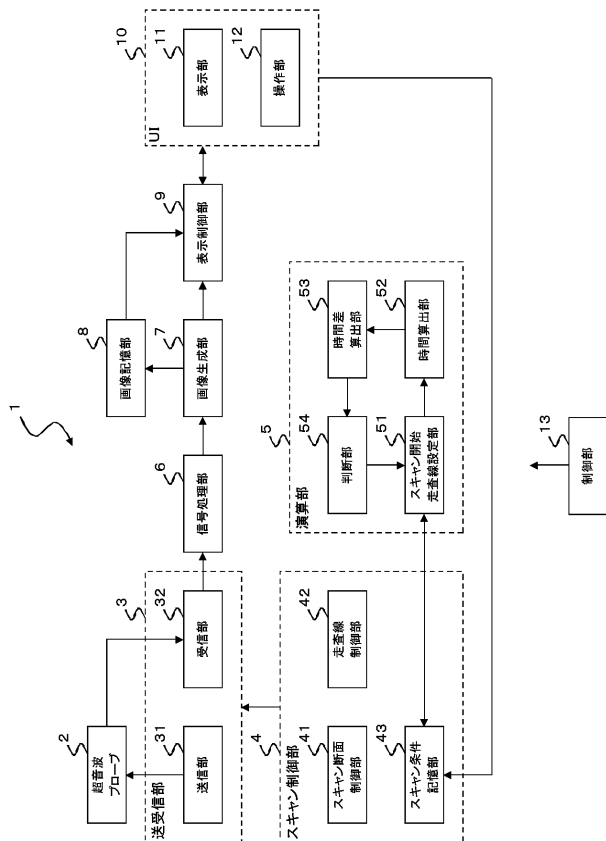 1
2
超音波
プローブ
送受信部
3
31
送信部
32
受信部
6
信号処理部
7
画像生成部
8
画像記憶部
9
表示制御部
UI
10
11
表示部
12
操作部
スキャン制御部
4
41
スキャン断面
制御部
42
走査線
制御部
43
スキャン条件
記憶部
演算部
5
54
判断部
53
時間差
算出部
51
スキャン開始
走査線設定部
52
時間算出部
13
制御部